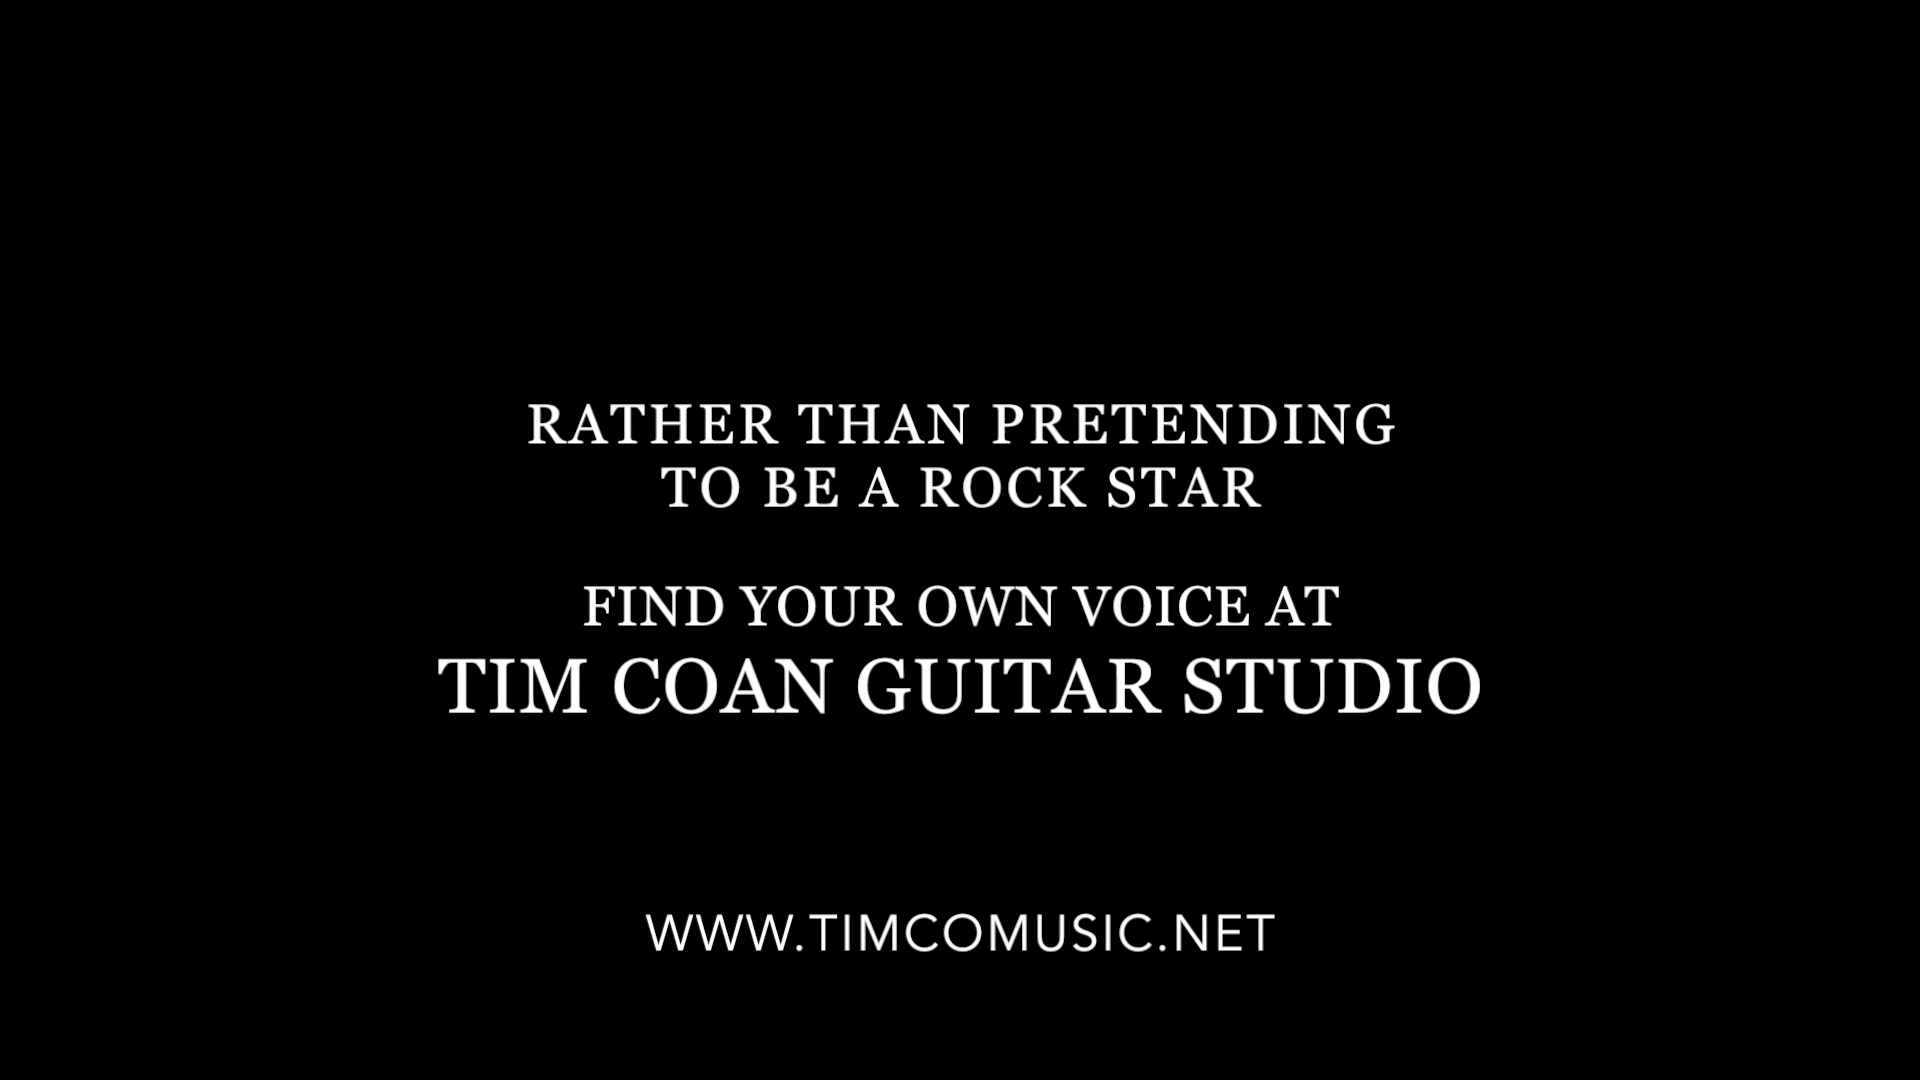 RATHER THAN PRETENDING
TO BE A ROCK STAR
FIND YOUR OWN VOICE AT
TIM COAN GUITAR STUDIO
WWW.TIMCOMUSIC.NET